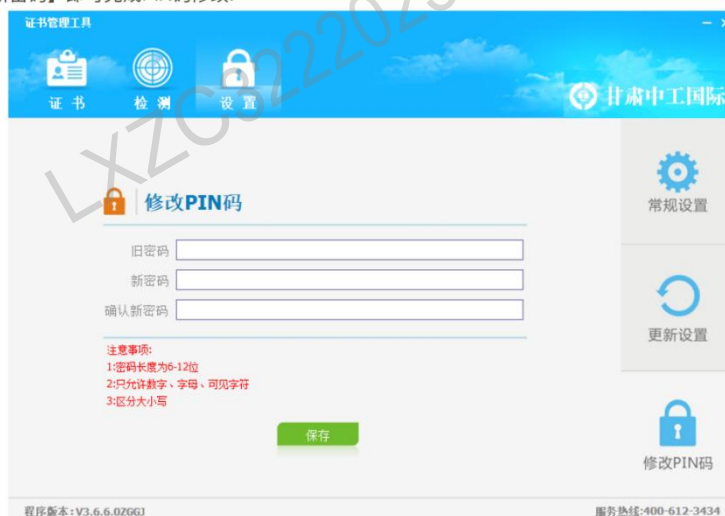 证书管理工具
证书 检测 设置
甘肃中工国际
LXZC3222025
修改PIN码
旧密码
新密码
确认新密码
注意事项:
1:密码长度为6-12位
2:只允许数字、字母、可见字符
3:区分大小写
保存
常规设置
更新设置
修改PIN码
程序版本:V3.6.6.0ZGGJ
服务热线:400-612-3434